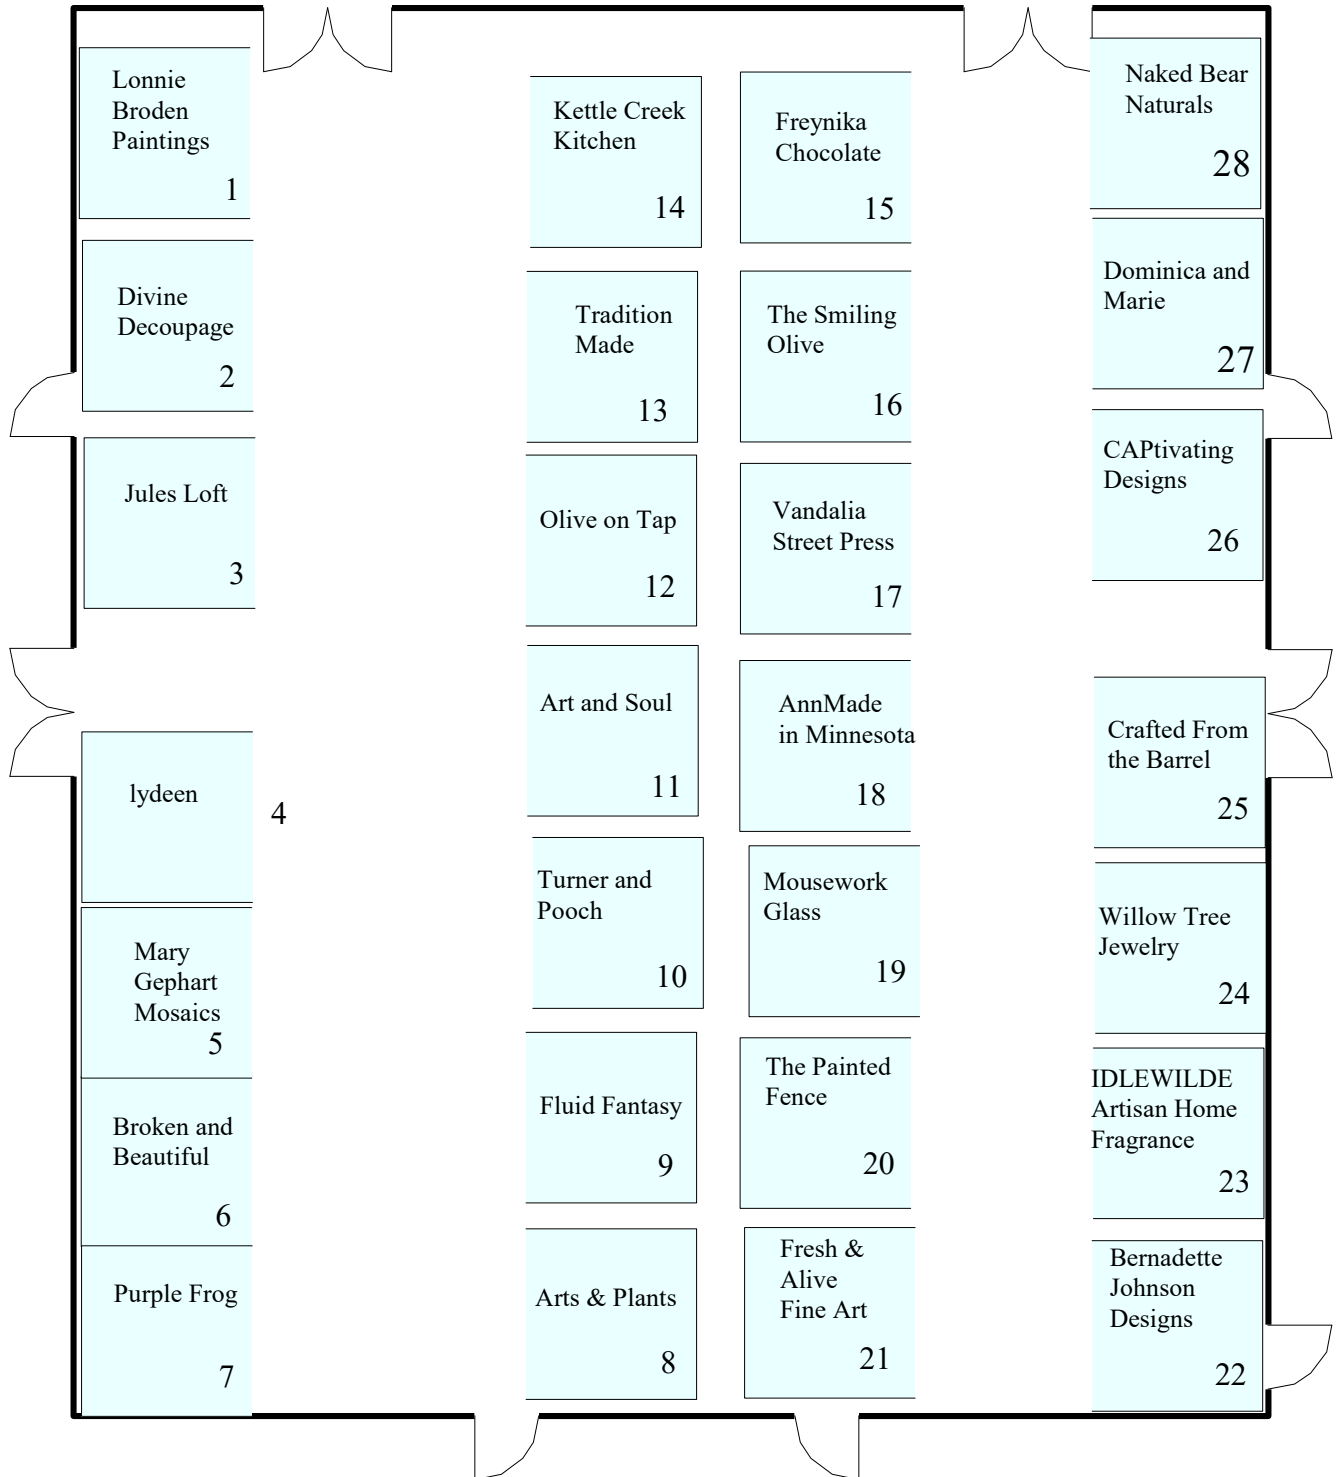 Lonnie
Broden
Paintings
1
Divine
Decoupage
2
Jules Loft
3
lydeen
4
Mary
Gephart
Mosaics
5
Broken and
Beautiful
6
Purple Frog
7
Kettle Creek
Kitchen
14
Tradition
Made
13
Olive on Tap
12
Art and Soul
11
Turner and
Pooch
10
Fluid Fantasy
9
Arts & Plants
8
Freynika
Chocolate
15
The Smiling
Olive
16
Vandalia
Street Press
17
AnnMade
in Minnesota
18
Mousework
Glass
19
The Painted
Fence
20
Fresh &
Alive
Fine Art
21
Naked Bear
Naturals
28
Dominica and
Marie
27
CAPtivating
Designs
26
Crafted From
the Barrel
25
Willow Tree
Jewelry
24
IDLEWILDE
Artisan Home
Fragrance
23
Bernadette
Johnson
Designs
22